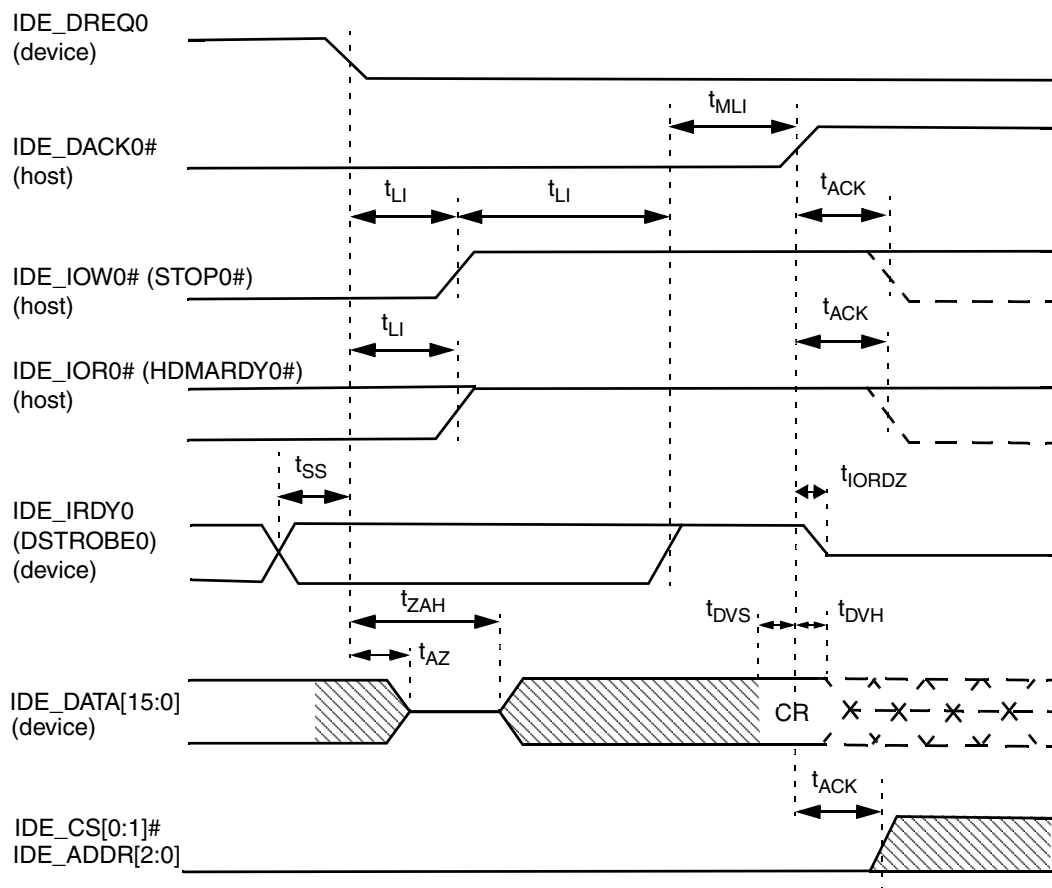 IDE_DREQ0
(device)
tMLI
IDE_DACK0#
(host)
tLI
tLI
tACK
IDE_IOW0# (STOP0#)
(host)
tLI
tACK
IDE_IOR0# (HDMARDY0#)
(host)
tSS
tIORDZ
IDE_IRDY0
(DSTROBE0)
(device)
tZAH
tDVS
tDVH
tAZ
IDE_DATA[15:0]
(device)
CR
tACK
IDE_CS[0:1]#
IDE_ADDR[2:0]